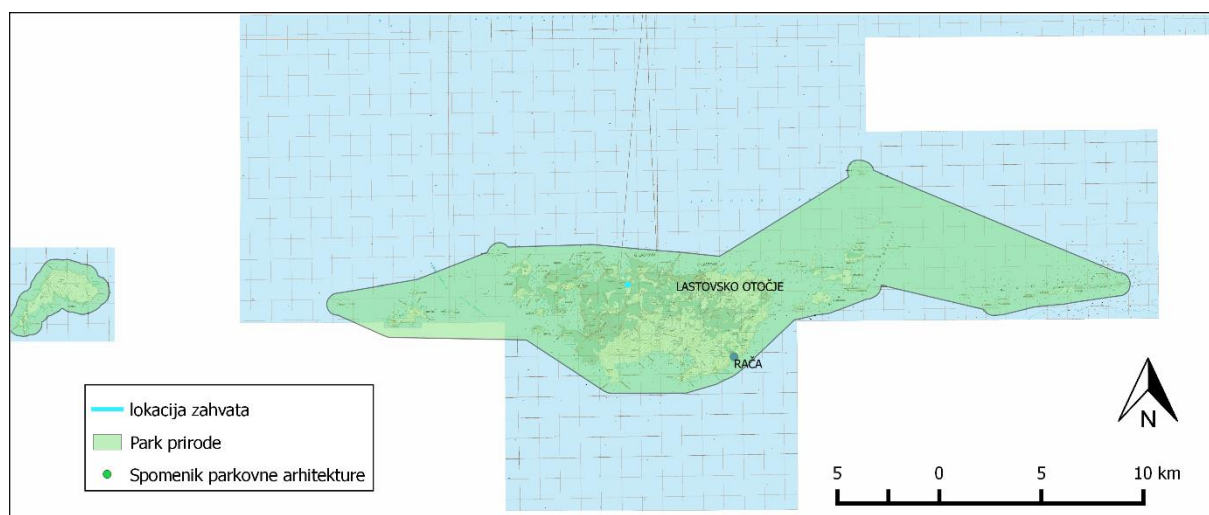 LASTOVSKO OTOČJE
RAČA
lokacija zahvata
Park prirode
Spomenik parkovne arhitekture
N
5 0 5 10 km